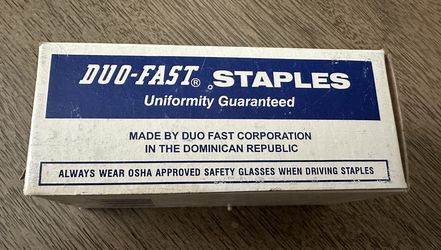 DUO-FAST® STAPLES
Uniformity Guaranteed
MADE BY DUO FAST CORPORATION
IN THE DOMINICAN REPUBLIC
ALWAYS WEAR OSHA APPROVED SAFETY GLASSES WHEN DRIVING STAPLES